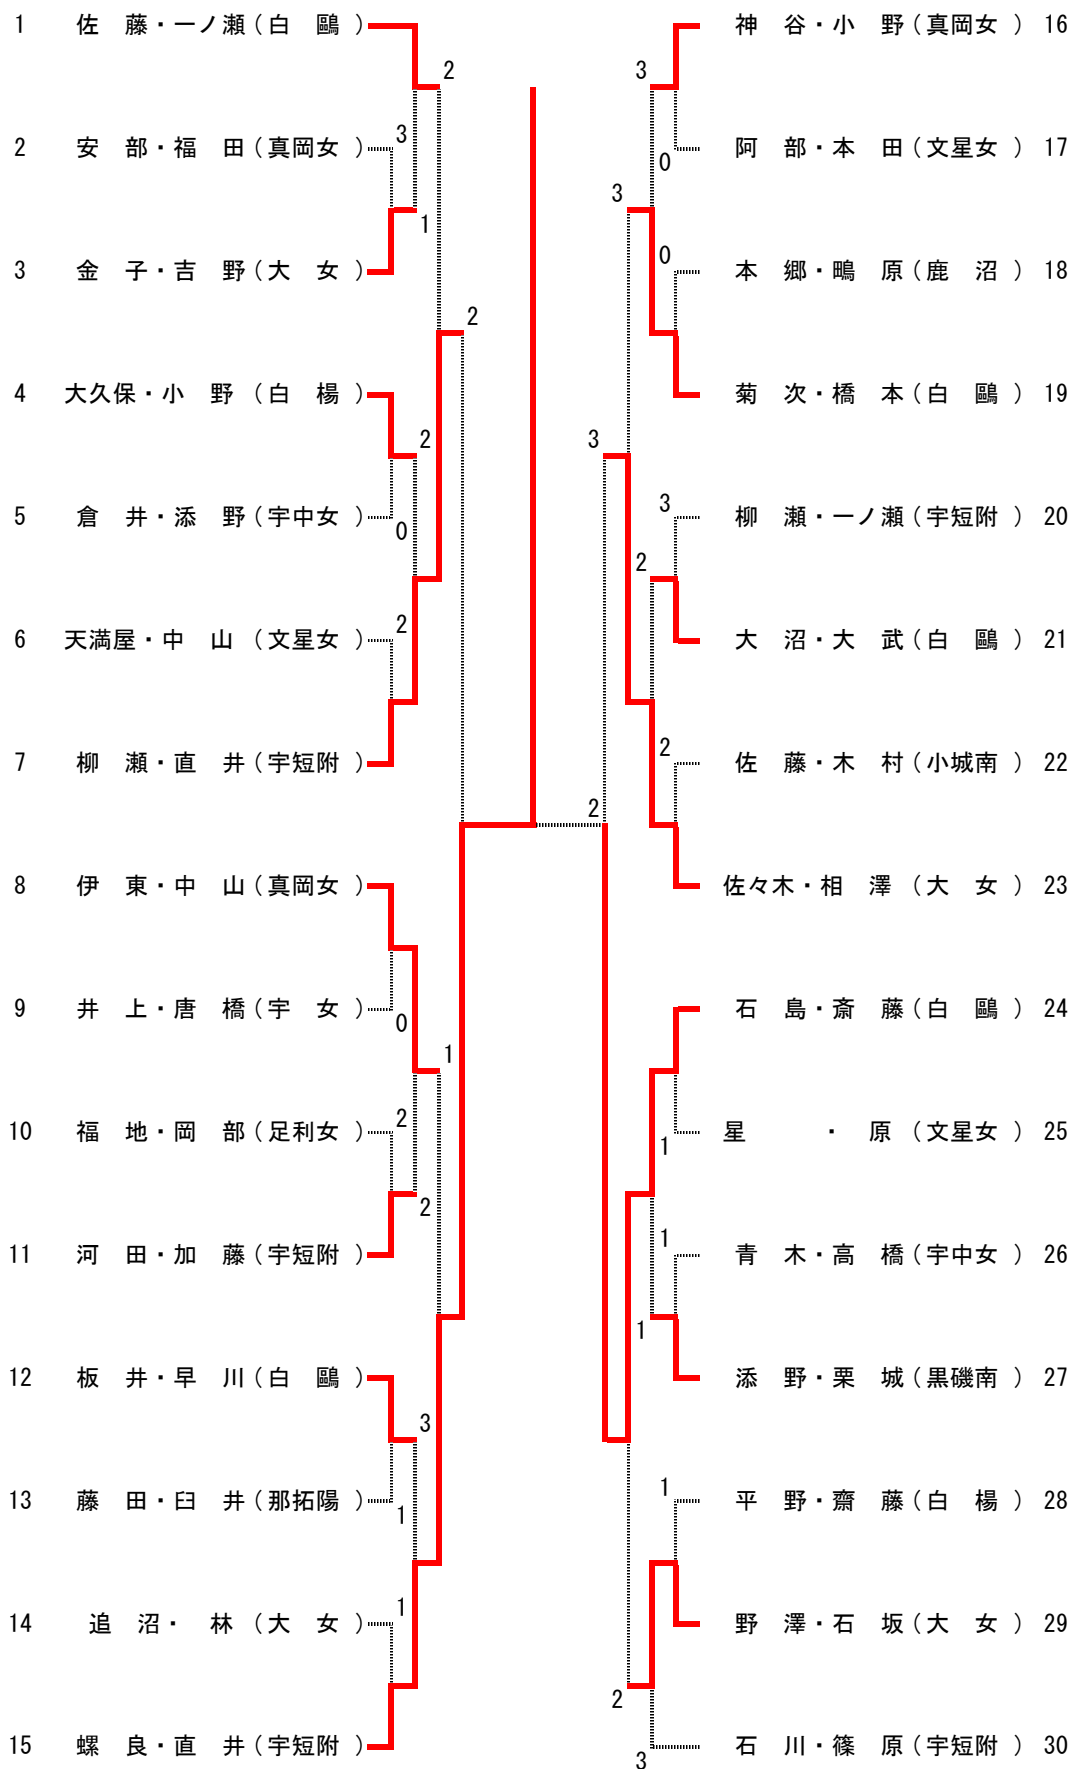 1 佐　藤・一ノ瀬（白　鷗　）
2
2 安　部・福　田（真岡女　）
3
1
3 金　子・吉　野（大　女　）
2
4 大久保・小　野　（白　楊　）
2
5 倉　井・添　野（宇中女　）
0
6 天満屋・中　山　（文星女　）
2
7 柳　瀬・直　井（宇短附　）
8 伊　東・中　山（真岡女　）
9 井　上・唐　橋（宇　女　）
0
1
10 福　地・岡　部（足利女　）
2
2
11 河　田・加　藤（宇短附　）
12 板　井・早　川（白　鷗　）
3
13 藤　田・臼　井（那拓陽　）
1
14 追　沼・　林　（大　女　）
1
15 螺　良・直　井（宇短附　）
神　谷・小　野（真岡女　） 16
3
阿　部・本　田（文星女　） 17
0
3
0
本　郷・鴫　原（鹿　沼　） 18
菊　次・橋　本（白　鷗　） 19
3
3
柳　瀬・一ノ瀬（宇短附　） 20
2
大　沼・大　武（白　鷗　） 21
2
佐　藤・木　村（小城南　） 22
2
佐々木・相　澤　（大　女　） 23
石　島・斎　藤（白　鷗　） 24
星　　　・　原　（文星女　） 25
1
1
青　木・高　橋（宇中女　） 26
1
添　野・栗　城（黒磯南　） 27
1
平　野・齋　藤（白　楊　） 28
野　澤・石　坂（大　女　） 29
2
石　川・篠　原（宇短附　） 30
3